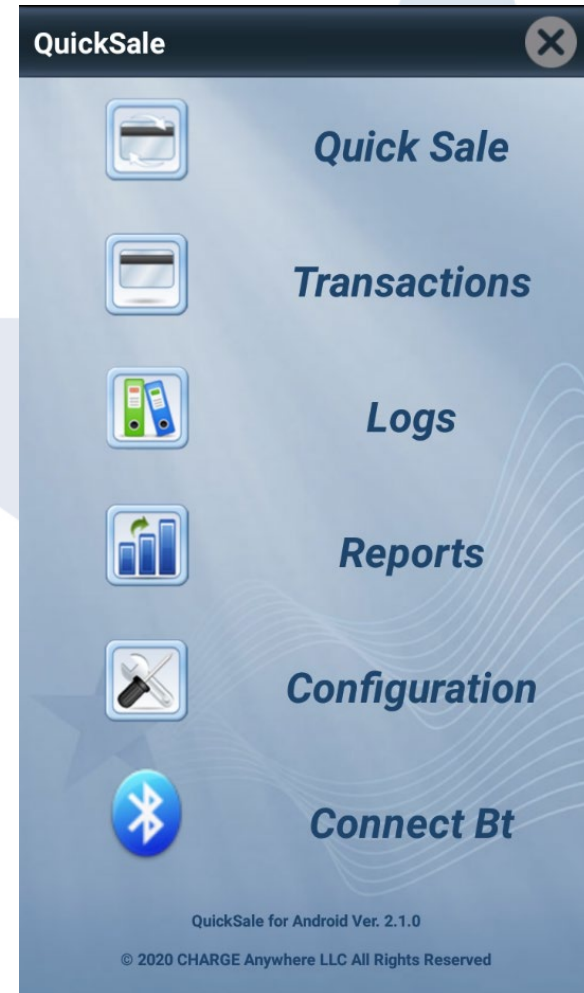 QuickSale
Quick Sale
Transactions
Logs
Reports
Configuration
Connect Bt
QuickSale for Android Ver. 2.1.0
© 2020 CHARGE Anywhere LLC All Rights Reserved